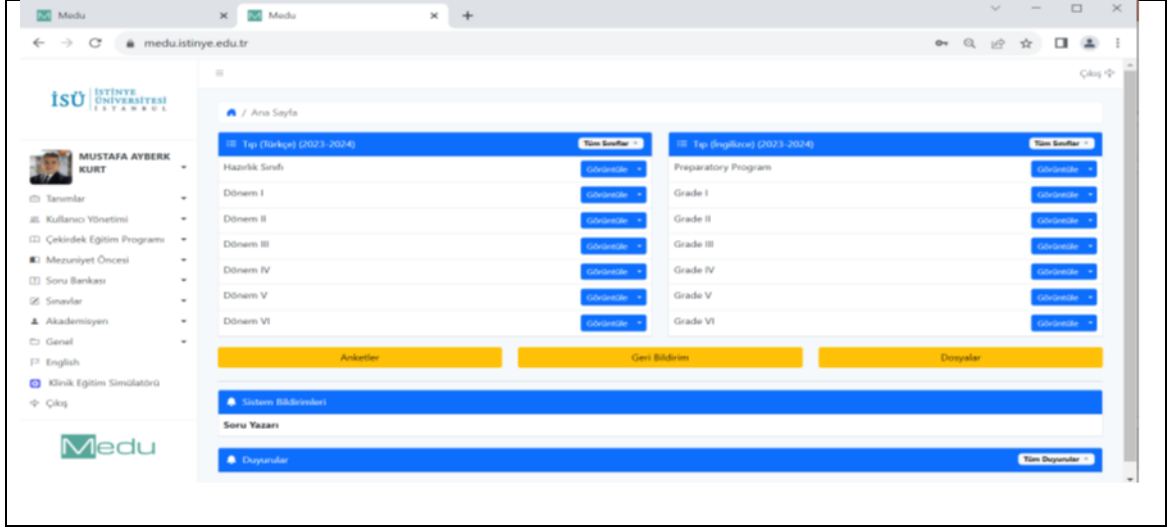 Medu
Medu
medu.istinye.edu.tr
Çıkış
İSÜ İSTİNYE ÜNİVERSİTESİ İSTANBUL
/ Ana Sayfa
MUSTAFA AYBERK
KURT
Tanımlar
Kullanıcı Yönetimi
Çekirdek Eğitim Programı
Mezuniyet Öncesi
Soru Bankası
Sınavlar
Akademisyen
Genel
English
Klinik Eğitim Simülatörü
Çıkış
Medu
Tıp (Türkçe) (2023-2024) Tüm Sınıflar
Hazırlık Sınıfı Görüntüle
Dönem I Görüntüle
Dönem II Görüntüle
Dönem III Görüntüle
Dönem IV Görüntüle
Dönem V Görüntüle
Dönem VI Görüntüle
Tıp (İngilizce) (2023-2024) Tüm Sınıflar
Preparatory Program Görüntüle
Grade I Görüntüle
Grade II Görüntüle
Grade III Görüntüle
Grade IV Görüntüle
Grade V Görüntüle
Grade VI Görüntüle
Anketler Geri Bildirim Dosyalar
Sistem Bildirimleri
Soru Yazarı
Duyurular Tüm Duyurular